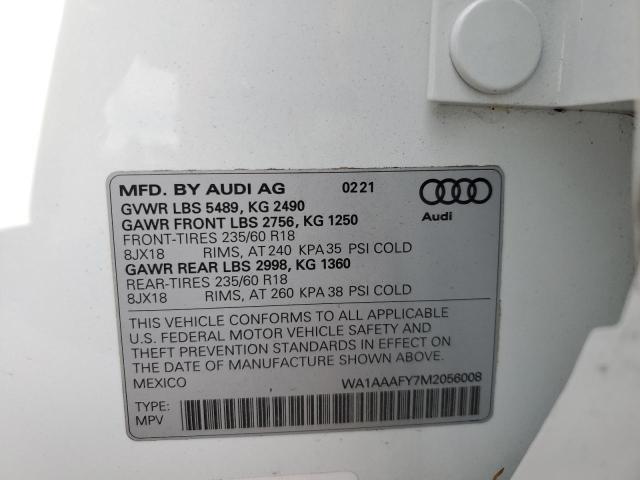 MFD. BY AUDI AG 0221
GVWR LBS 5489, KG 2490
GAWR FRONT LBS 2756, KG 1250
FRONT-TIRES 235/60 R18
8JX18 RIMS, AT 240 KPA 35 PSI COLD
GAWR REAR LBS 2998, KG 1360
REAR-TIRES 235/60 R18
8JX18 RIMS, AT 260 KPA 38 PSI COLD
Audi
THIS VEHICLE CONFORMS TO ALL APPLICABLE
U.S. FEDERAL MOTOR VEHICLE SAFETY AND
THEFT PREVENTION STANDARDS IN EFFECT ON
THE DATE OF MANUFACTURE SHOWN ABOVE.
MEXICO WA1AAAFY7M2056008
TYPE:
MPV